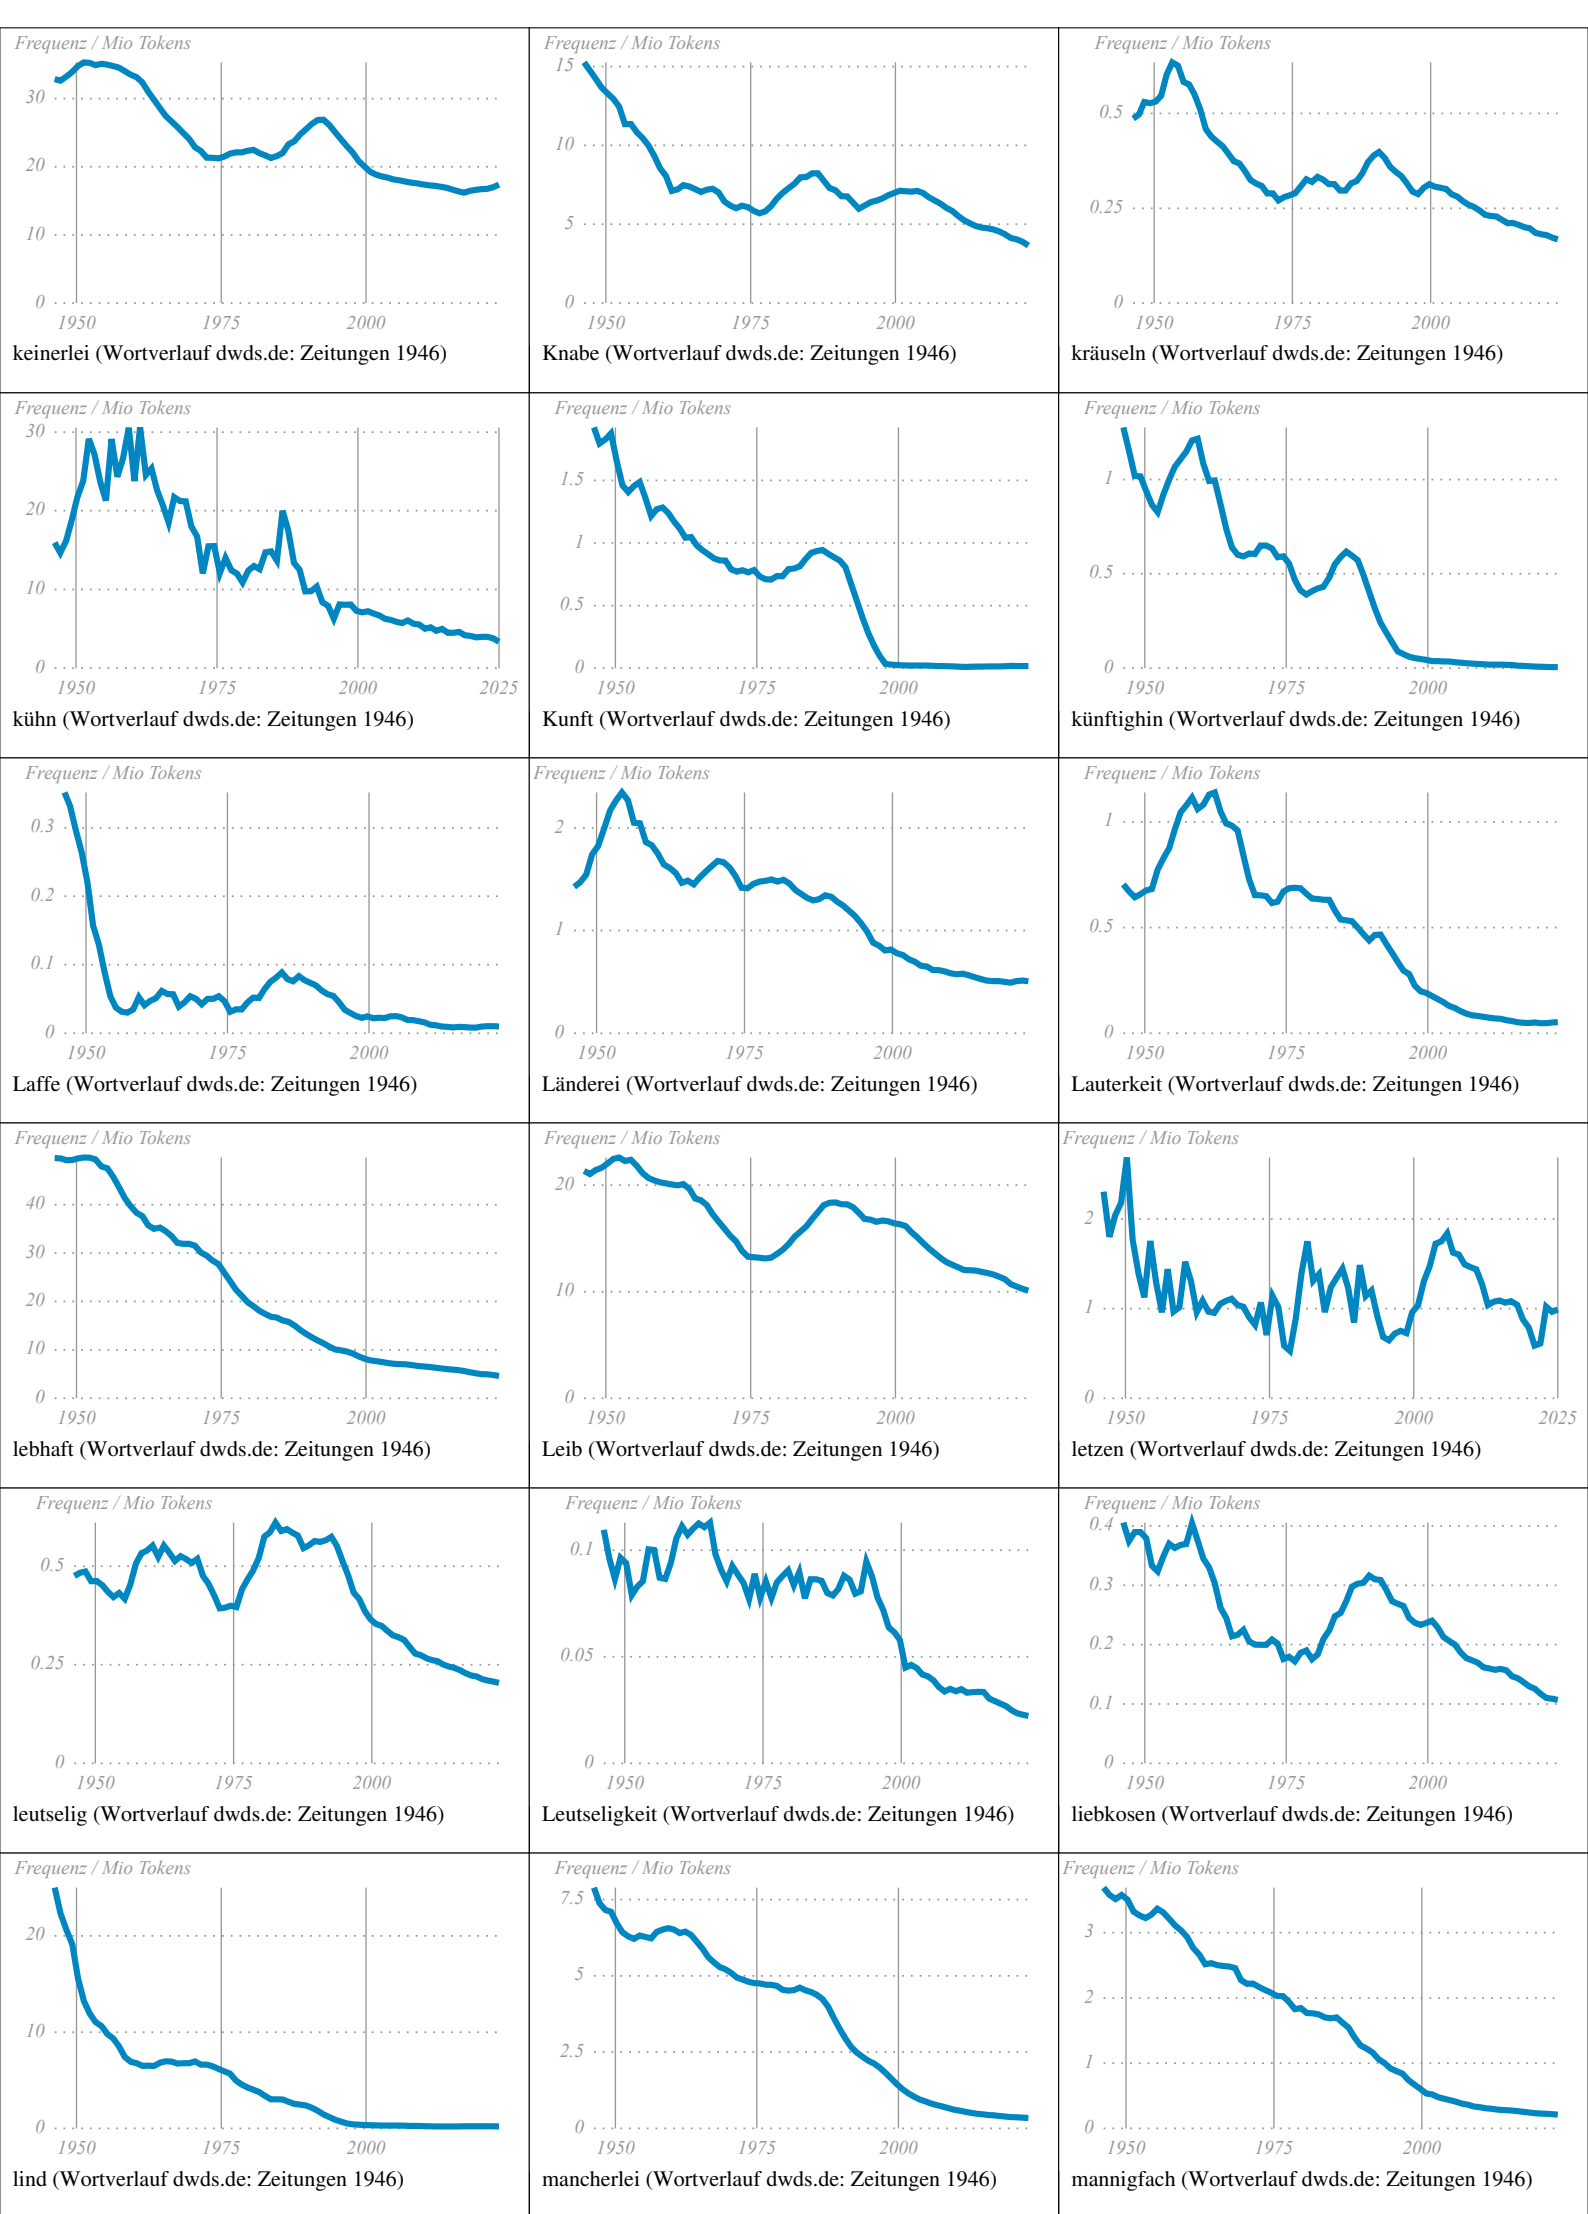 Frequenz / Mio Tokens
30
20
10
0
1950 1975 2000
keinerlei (Wortverlauf dwds.de: Zeitungen 1946)
Frequenz / Mio Tokens
15
10
5
0
1950 1975 2000
Knabe (Wortverlauf dwds.de: Zeitungen 1946)
Frequenz / Mio Tokens
0.5
0.25
0
1950 1975 2000
kräuseln (Wortverlauf dwds.de: Zeitungen 1946)
Frequenz / Mio Tokens
30
20
10
0
1950 1975 2000 2025
kühn (Wortverlauf dwds.de: Zeitungen 1946)
Frequenz / Mio Tokens
1.5
1
0.5
0
1950 1975 2000
Kunft (Wortverlauf dwds.de: Zeitungen 1946)
Frequenz / Mio Tokens
1
0.5
0
1950 1975 2000
künftighin (Wortverlauf dwds.de: Zeitungen 1946)
Frequenz / Mio Tokens
0.3
0.2
0.1
0
1950 1975 2000
Laffe (Wortverlauf dwds.de: Zeitungen 1946)
Frequenz / Mio Tokens
2
1
0
1950 1975 2000
Länderei (Wortverlauf dwds.de: Zeitungen 1946)
Frequenz / Mio Tokens
1
0.5
0
1950 1975 2000
Lauterkeit (Wortverlauf dwds.de: Zeitungen 1946)
Frequenz / Mio Tokens
40
30
20
10
0
1950 1975 2000
lebhaft (Wortverlauf dwds.de: Zeitungen 1946)
Frequenz / Mio Tokens
20
10
0
1950 1975 2000
Leib (Wortverlauf dwds.de: Zeitungen 1946)
Frequenz / Mio Tokens
2
1
0
1950 1975 2000 2025
letzen (Wortverlauf dwds.de: Zeitungen 1946)
Frequenz / Mio Tokens
0.5
0.25
0
1950 1975 2000
leutselig (Wortverlauf dwds.de: Zeitungen 1946)
Frequenz / Mio Tokens
0.1
0.05
0
1950 1975 2000
Leutseligkeit (Wortverlauf dwds.de: Zeitungen 1946)
Frequenz / Mio Tokens
0.4
0.3
0.2
0.1
0
1950 1975 2000
liebkosen (Wortverlauf dwds.de: Zeitungen 1946)
Frequenz / Mio Tokens
20
10
0
1950 1975 2000
lind (Wortverlauf dwds.de: Zeitungen 1946)
Frequenz / Mio Tokens
7.5
5
2.5
0
1950 1975 2000
mancherlei (Wortverlauf dwds.de: Zeitungen 1946)
Frequenz / Mio Tokens
3
2
1
0
1950 1975 2000
mannigfach (Wortverlauf dwds.de: Zeitungen 1946)